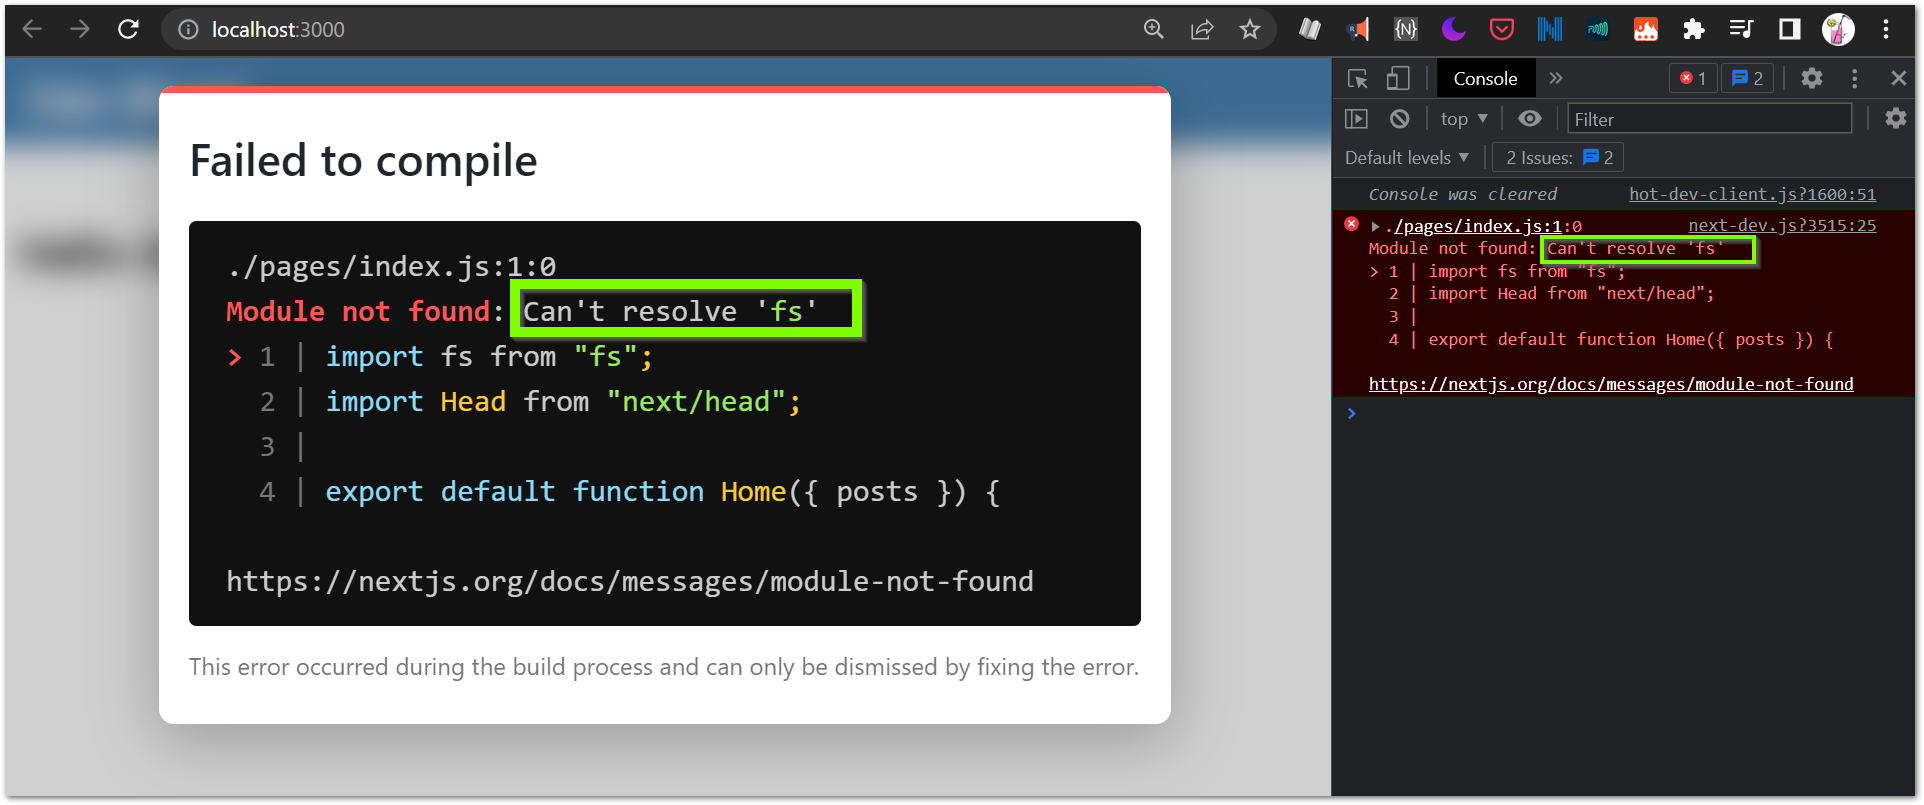 localhost:3000
Failed to compile
./pages/index.js:1:0
Module not found: Can't resolve 'fs'
> 1 | import fs from "fs";
2 | import Head from "next/head";
3 |
4 | export default function Home({ posts }) {
https://nextjs.org/docs/messages/module-not-found
This error occurred during the build process and can only be dismissed by fixing the error.
Console
1
2
top
Filter
Default levels
2 Issues: 2
Console was cleared hot-dev-client.js?1600:51
./pages/index.js:1:0 next-dev.js?3515:25
Module not found: Can't resolve 'fs'
> 1 | import fs from "fs";
2 | import Head from "next/head";
3 |
4 | export default function Home({ posts }) {
https://nextjs.org/docs/messages/module-not-found
>